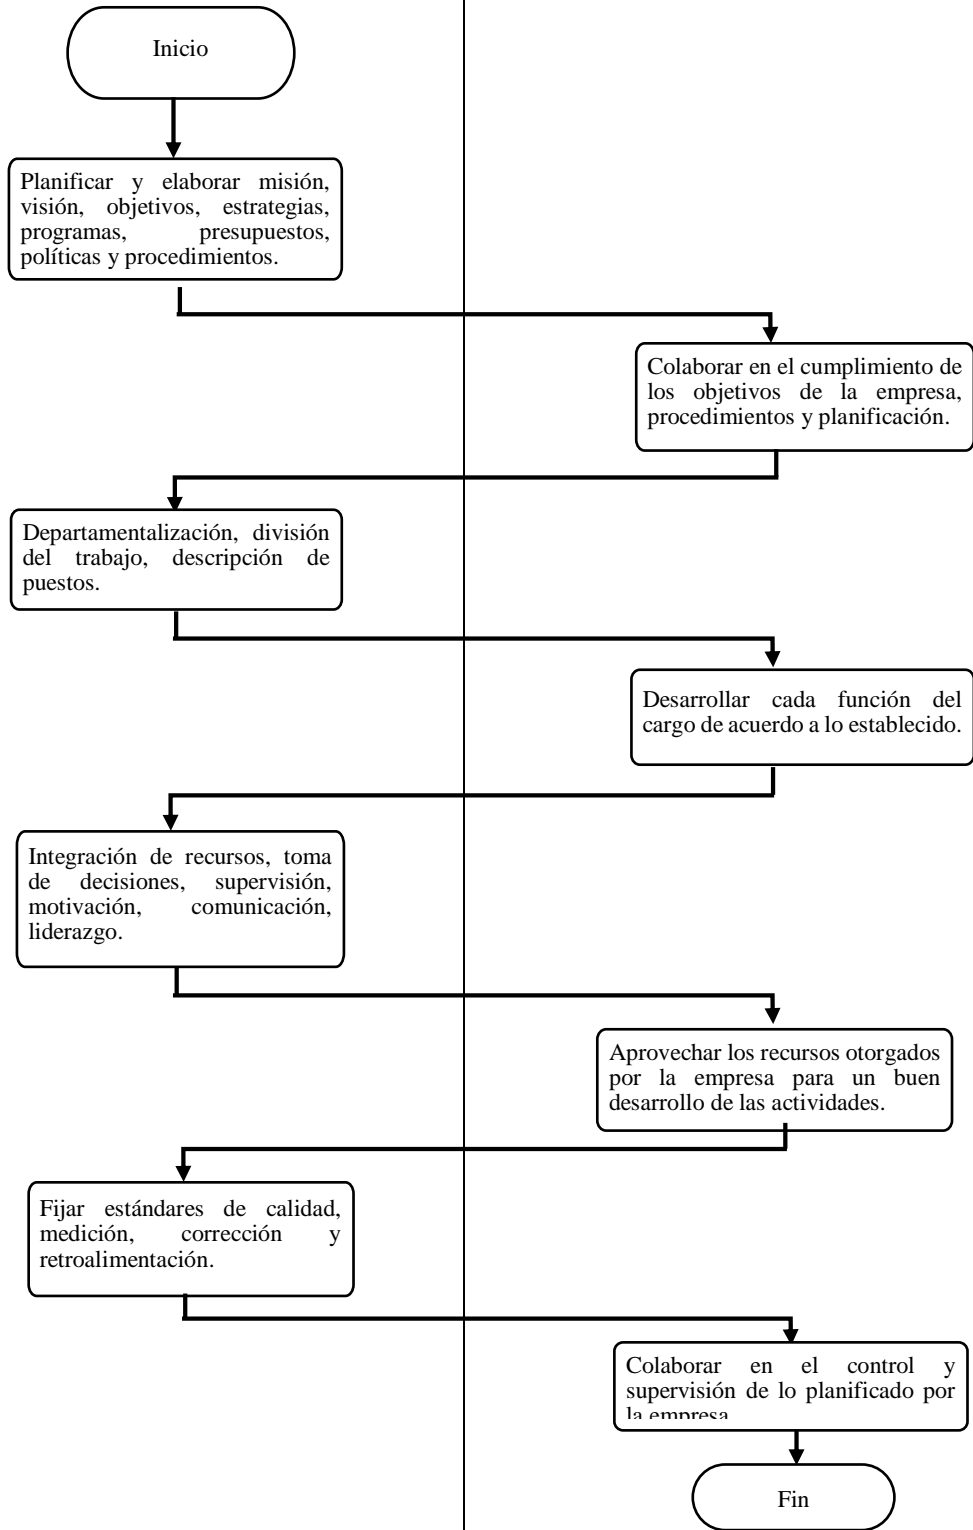 Inicio
Planificar y elaborar misión,
visión, objetivos, estrategias,
programas, presupuestos,
políticas y procedimientos.
Colaborar en el cumplimiento de
los objetivos de la empresa,
procedimientos y planificación.
Departamentalización, división
del trabajo, descripción de
puestos.
Desarrollar cada función del
cargo de acuerdo a lo establecido.
Integración de recursos, toma
de decisiones, supervisión,
motivación, comunicación,
liderazgo.
Aprovechar los recursos otorgados
por la empresa para un buen
desarrollo de las actividades.
Fijar estándares de calidad,
medición, corrección y
retroalimentación.
Colaborar en el control y
supervisión de lo planificado por
la empresa
Fin